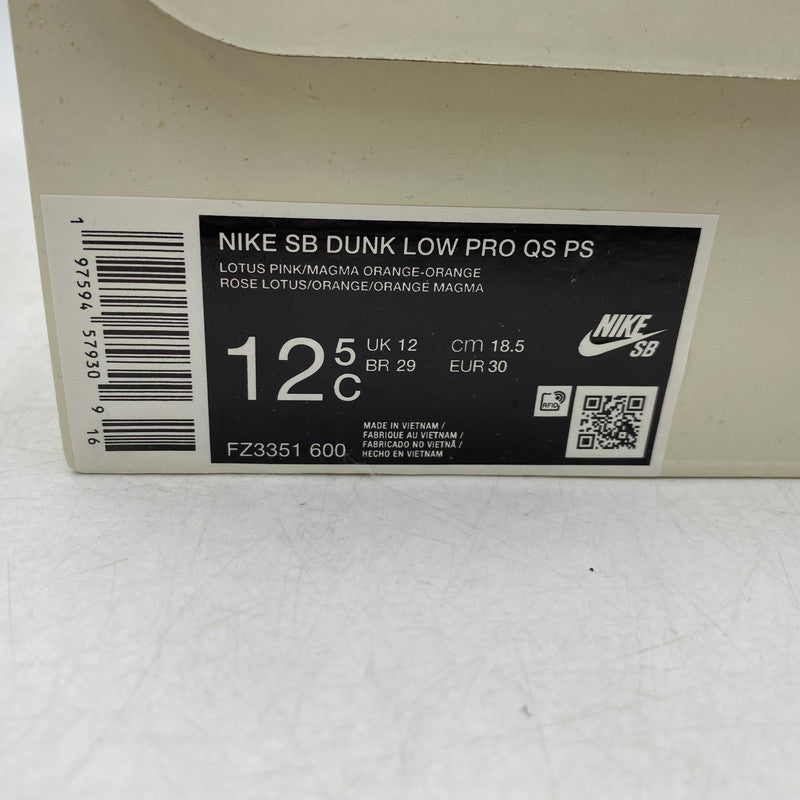 NIKE SB DUNK LOW PRO QS PS
LOTUS PINK/MAGMA ORANGE-ORANGE
ROSE LOTUS/ORANGE/ORANGE MAGMA
12 5C
UK 12 cm 18.5
BR 29 EUR 30
NIKE
SB
RFID
FZ3351 600
MADE IN VIETNAM /
FABRIQUE AU VIETNAM /
FABRICADO NO VIETNÃ /
HECHO EN VIETNAM
1 97594 57930 9 16